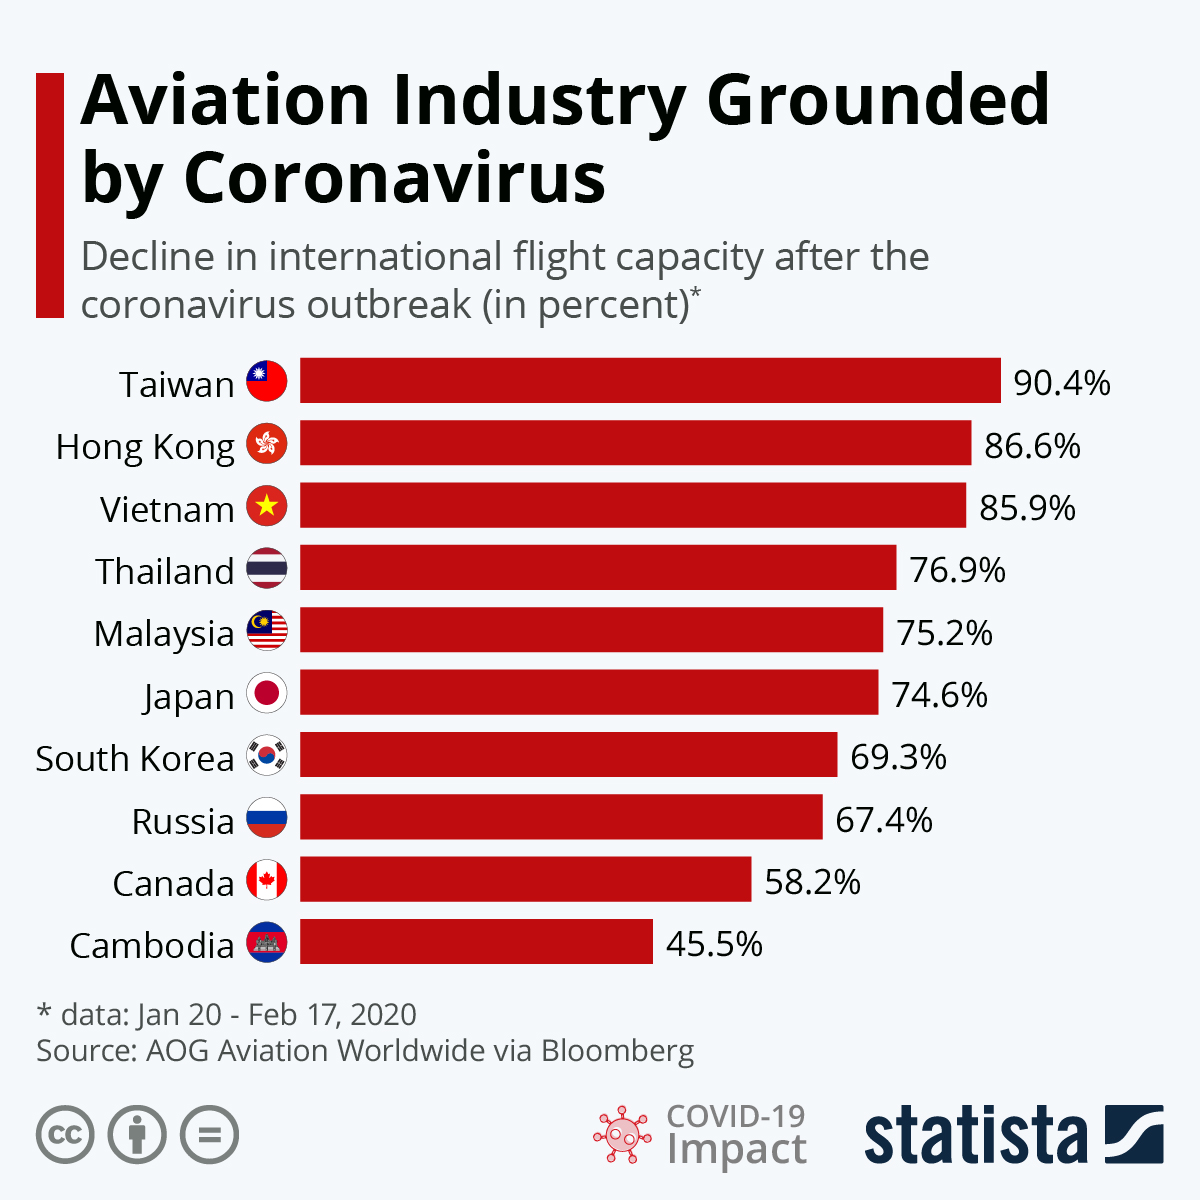 Aviation Industry Grounded
by Coronavirus
Decline in international flight capacity after the
coronavirus outbreak (in percent)*
Taiwan 90.4%
Hong Kong 86.6%
Vietnam 85.9%
Thailand 76.9%
Malaysia 75.2%
Japan 74.6%
South Korea 69.3%
Russia 67.4%
Canada 58.2%
Cambodia 45.5%
* data: Jan 20 - Feb 17, 2020
Source: AOG Aviation Worldwide via Bloomberg
cc
COVID-19
Impact
statista